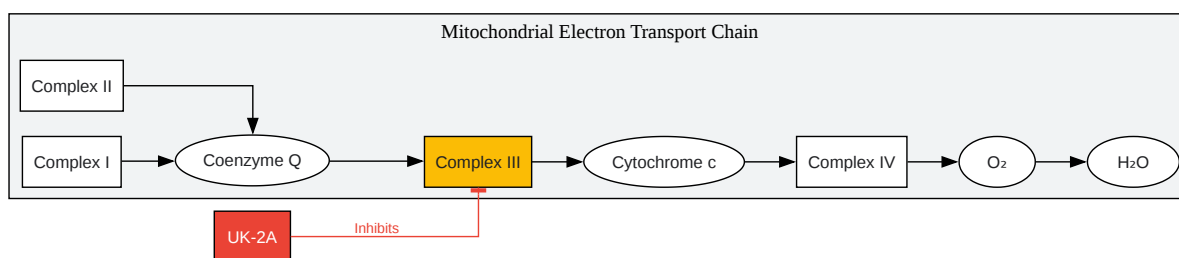 Mitochondrial Electron Transport Chain
Complex II
Complex I
Coenzyme Q
Complex III
Cytochrome c
Complex IV
O₂
H₂O
UK-2A
Inhibits